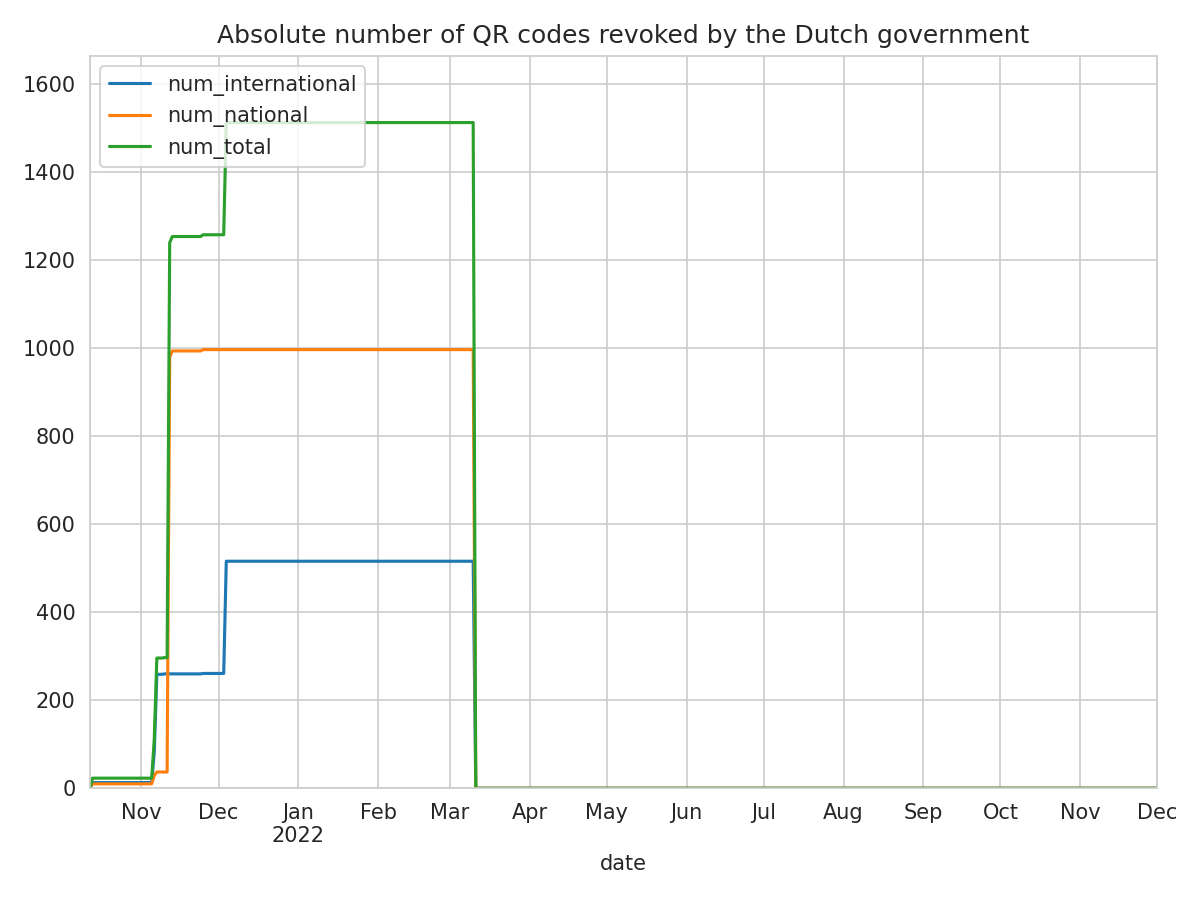 Absolute number of QR codes revoked by the Dutch government
1600
1400
1200
1000
800
600
400
200
0
num_international
num_national
num_total
Nov Dec Jan Feb Mar Apr May Jun Jul Aug Sep Oct Nov Dec
2022
date